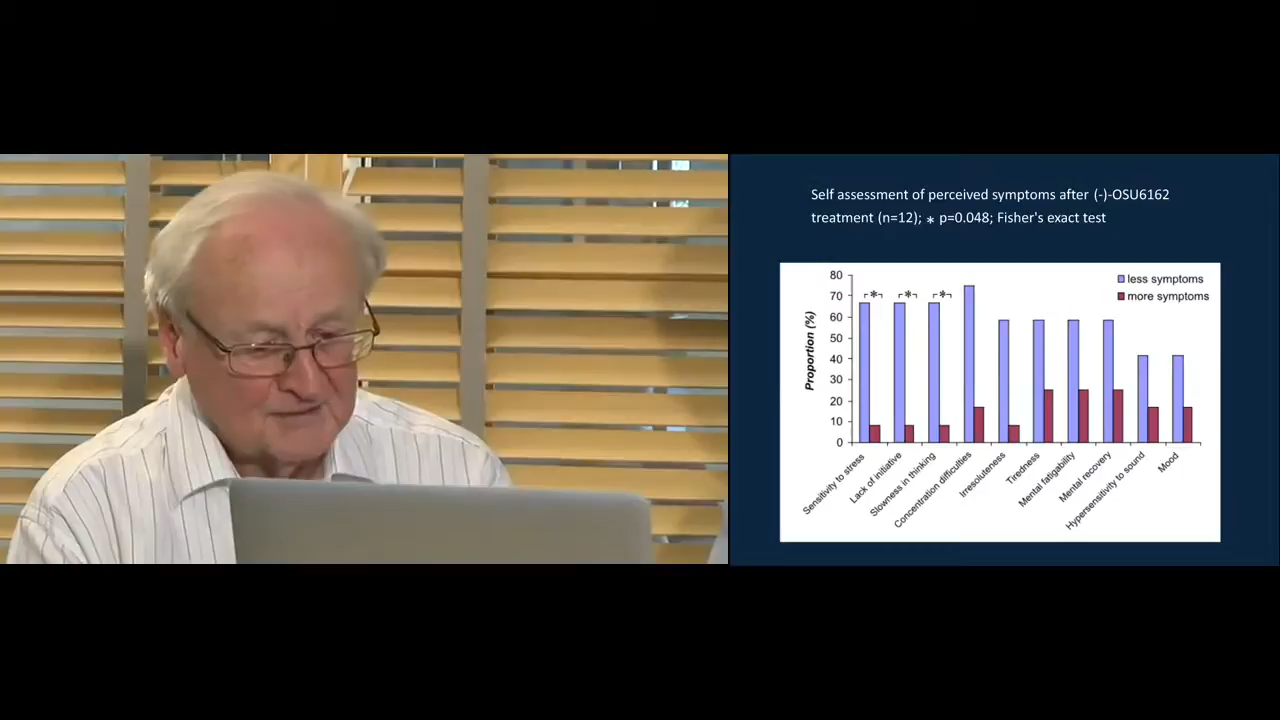 Self assessment of perceived symptoms after (-)-OSU6162
treatment (n=12); * p=0.048; Fisher's exact test
less symptoms
more symptoms
Proportion (%)
80
70
60
50
40
30
20
10
0
* * *
Sensitivity to stress
Lack of initiative
Slowness in thinking
Concentration difficulties
Irresoluteness
Tiredness
Mental fatigability
Mental recovery
Hypersensitivity to sound
Mood